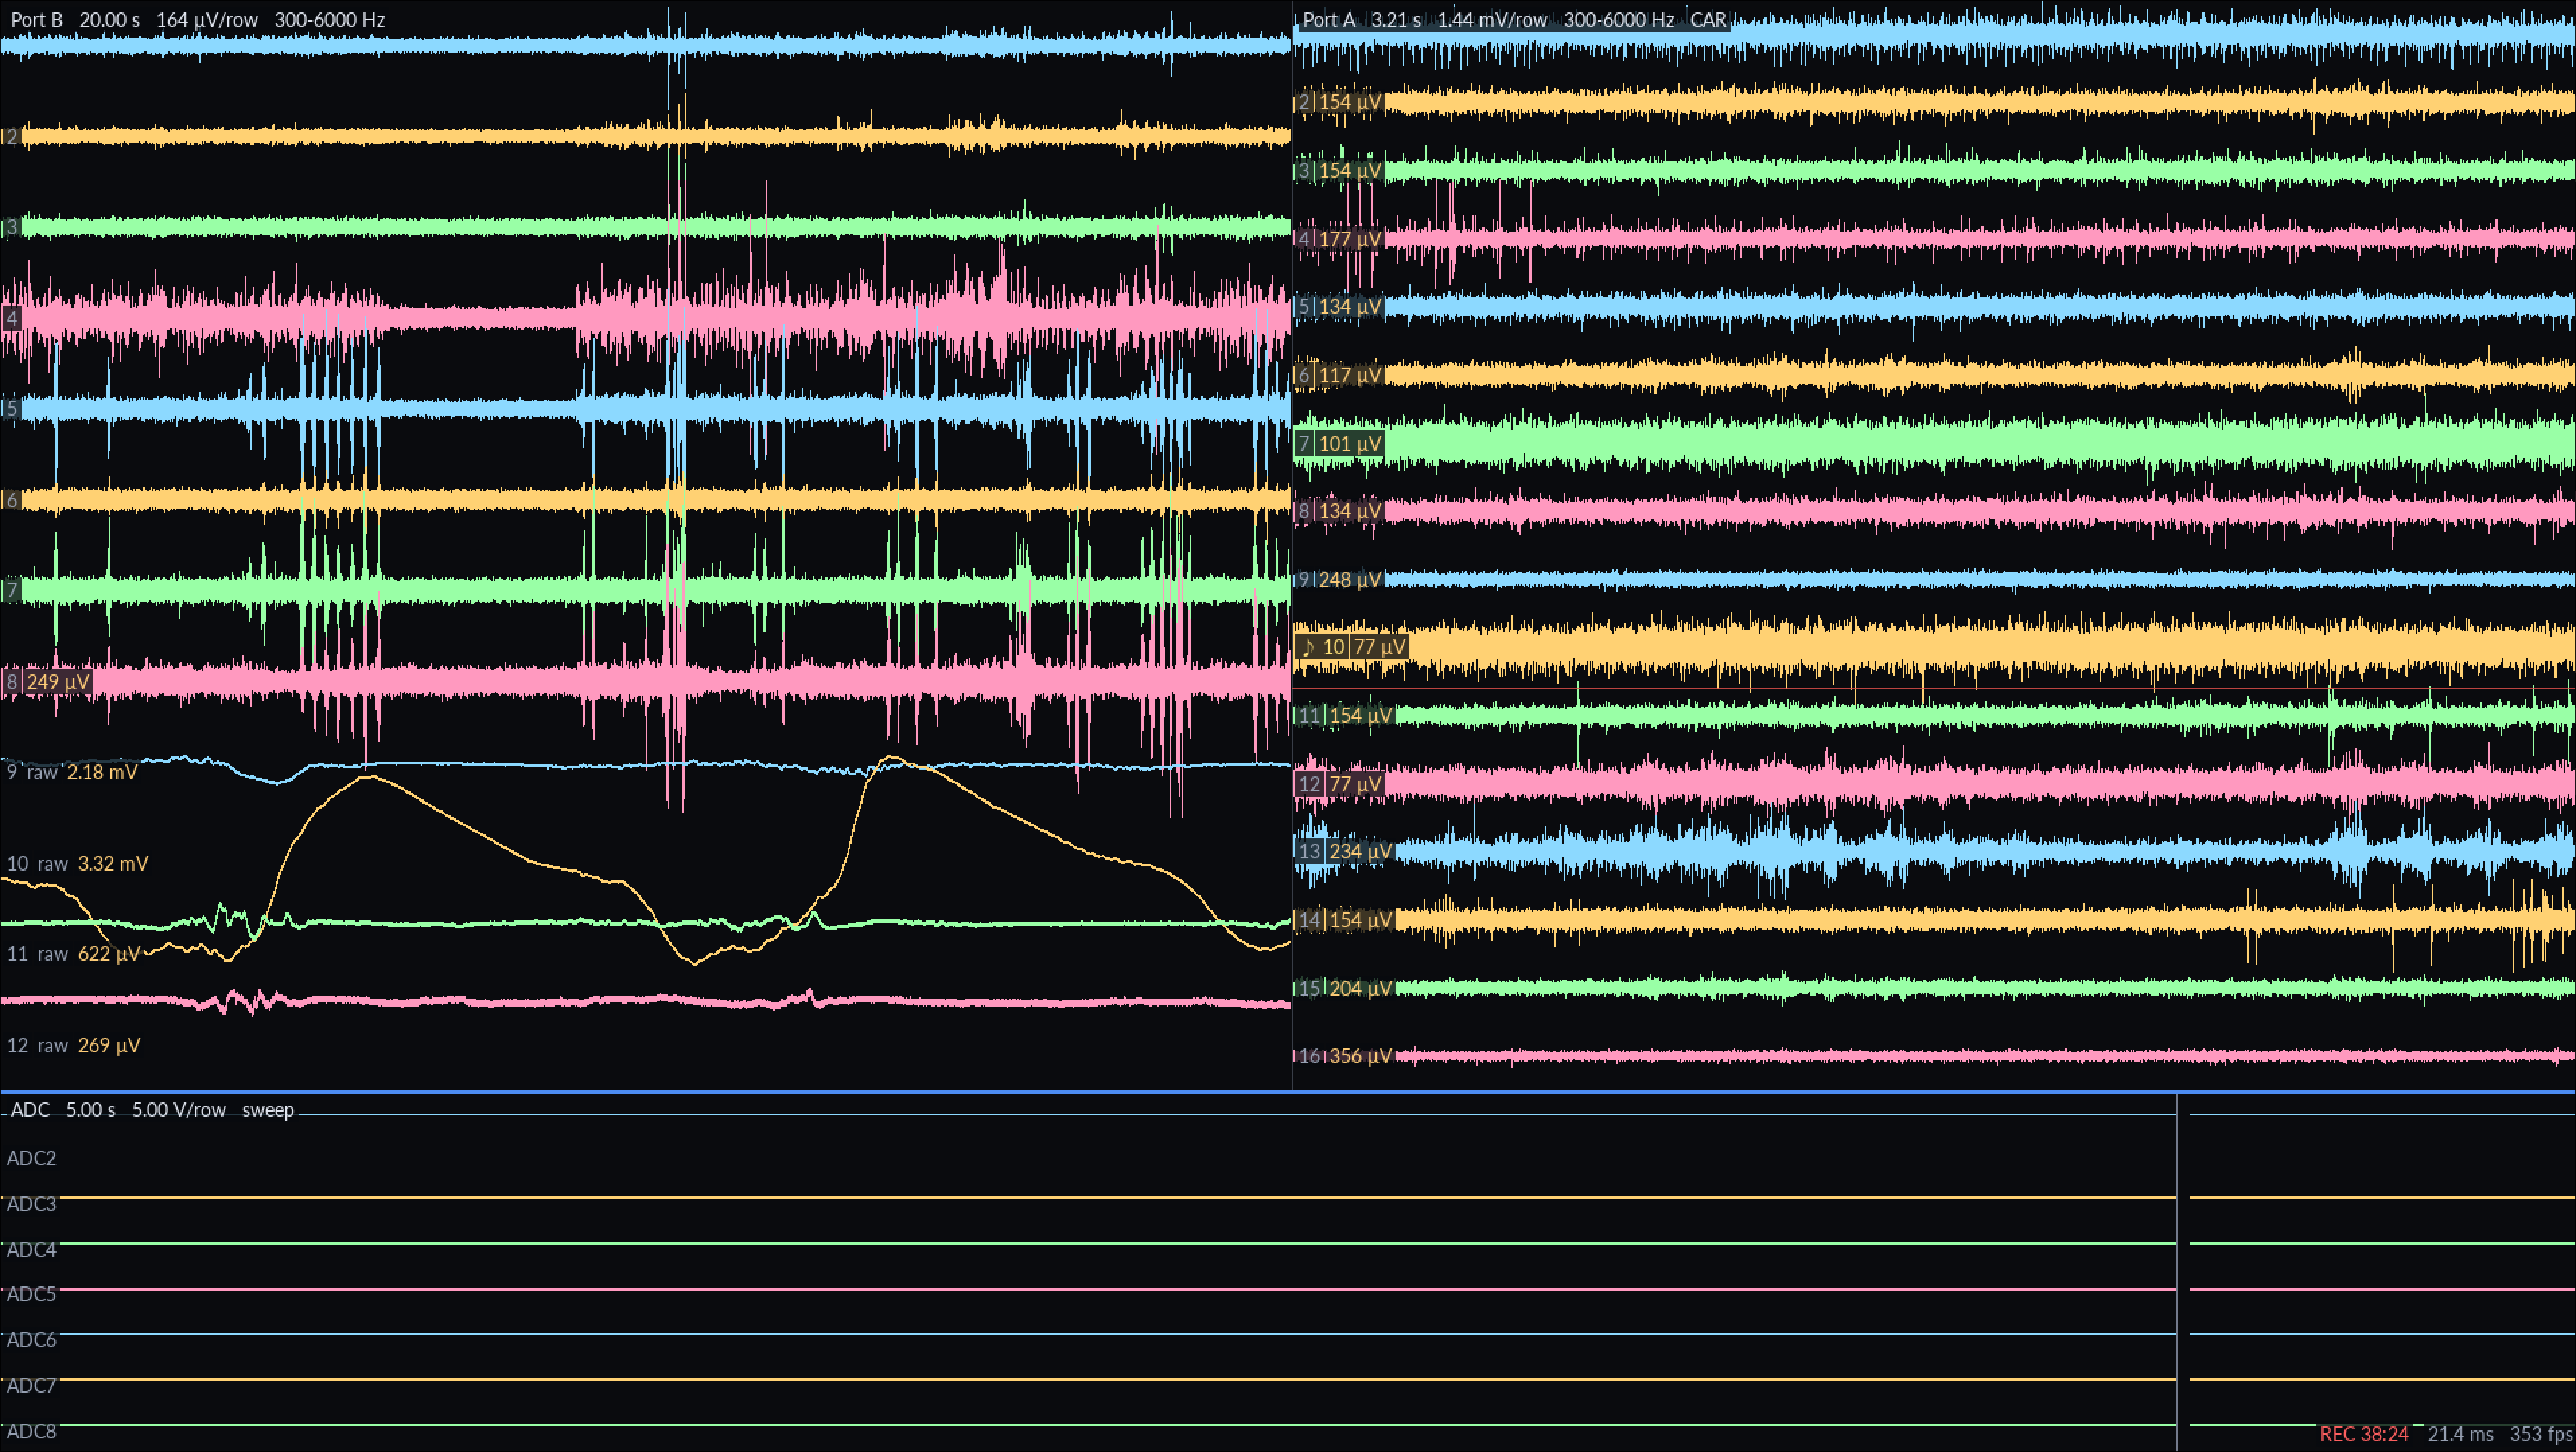 Port B 20.00 s 164 µV/row 300-6000 Hz
2
3
4
5
6
7
8 249 µV
9 raw 2.18 mV
10 raw 3.32 mV
11 raw 622 µV
12 raw 269 µV
Port A 3.21 s 1.44 mV/row 300-6000 Hz CAR
2 154 µV
3 154 µV
4 177 µV
5 134 µV
6 117 µV
7 101 µV
8 134 µV
9 248 µV
♪ 10 77 µV
11 154 µV
12 77 µV
13 234 µV
14 154 µV
15 204 µV
16 356 µV
ADC 5.00 s 5.00 V/row sweep
ADC2
ADC3
ADC4
ADC5
ADC6
ADC7
ADC8
REC 38:24 21.4 ms 353 fps